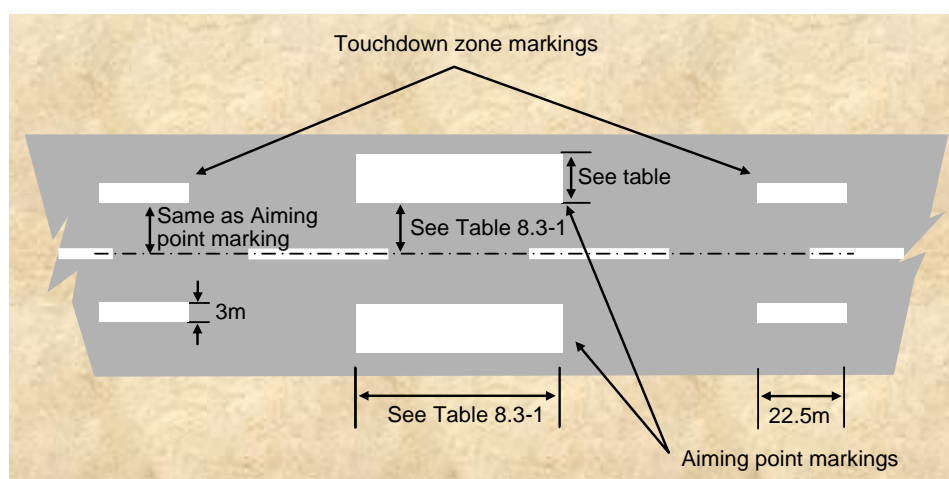 Touchdown zone markings
See table
Same as Aiming
point marking
See Table 8.3-1
3m
See Table 8.3-1
22.5m
Aiming point markings